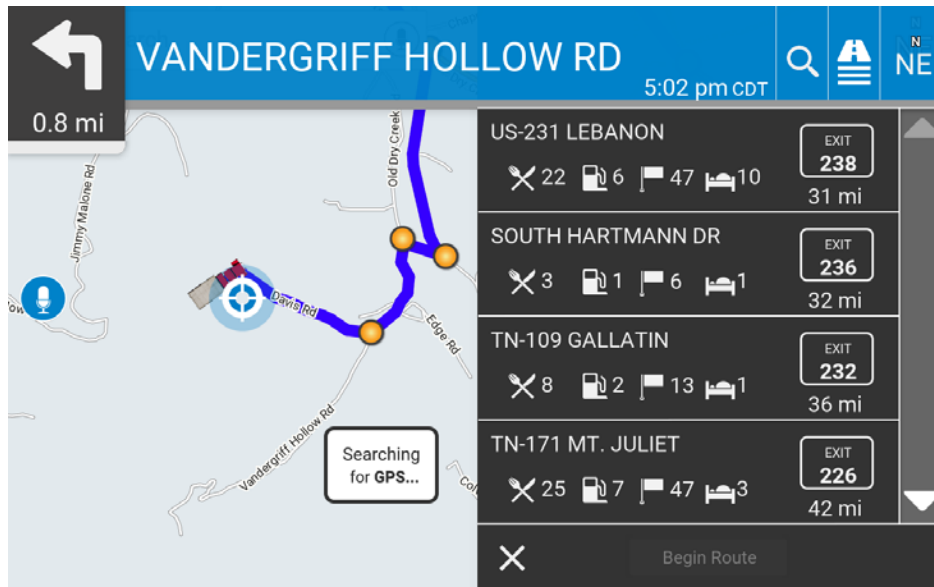 VANDERGRIFF HOLLOW RD
5:02 pm CDT
N
NE
0.8 mi
Old Dry Creek
Jimmy Malone Rd
Davis Rd
Edge Rd
Vandergriff Hollow Rd
Searching
for GPS...
US-231 LEBANON
22 6 47 10
EXIT
238
31 mi
SOUTH HARTMANN DR
3 1 6 1
EXIT
236
32 mi
TN-109 GALLATIN
8 2 13 1
EXIT
232
36 mi
TN-171 MT. JULIET
25 7 47 3
EXIT
226
42 mi
Begin Route